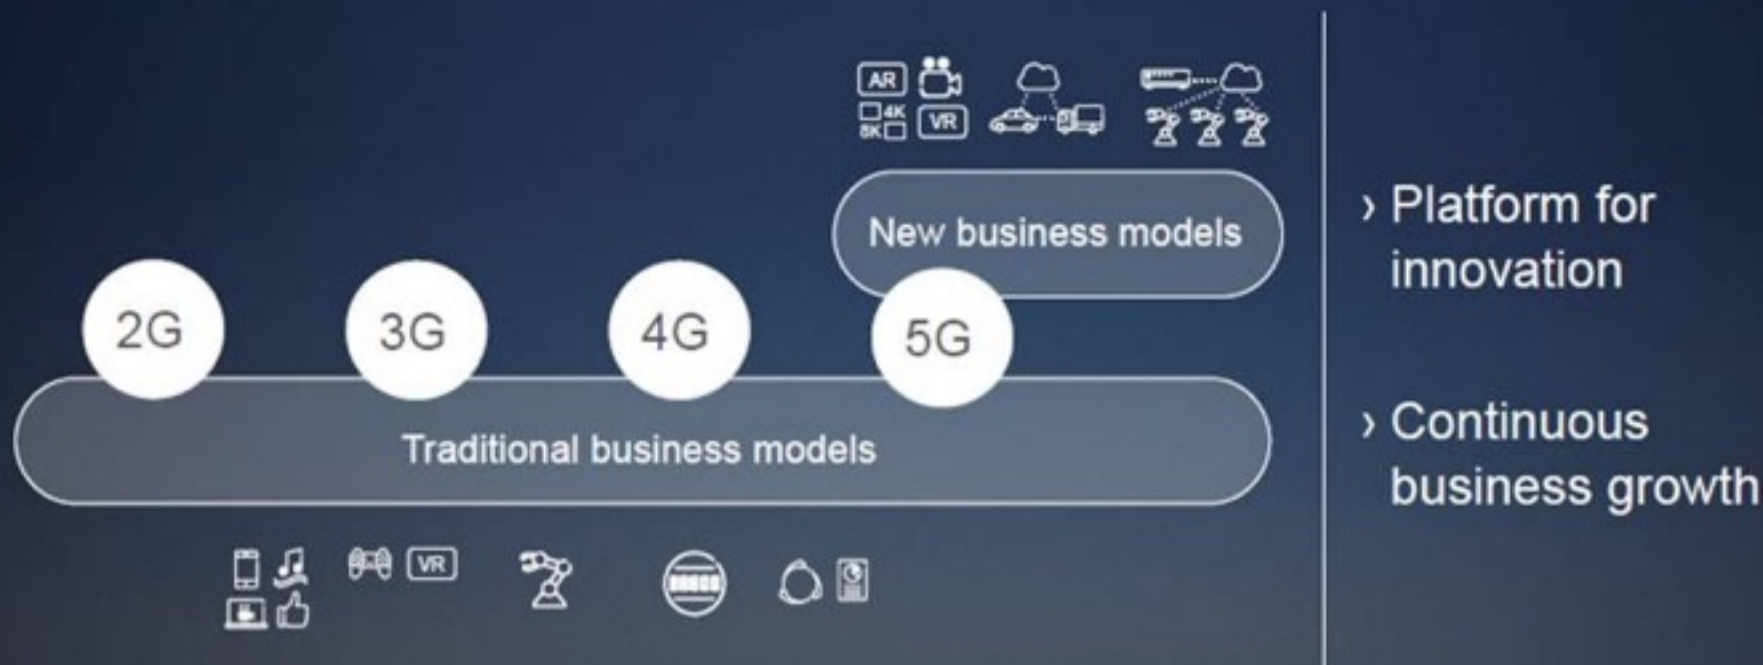 AR
4K
8K
VR
New business models
2G
3G
4G
5G
Traditional business models
VR
› Platform for
innovation
› Continuous
business growth